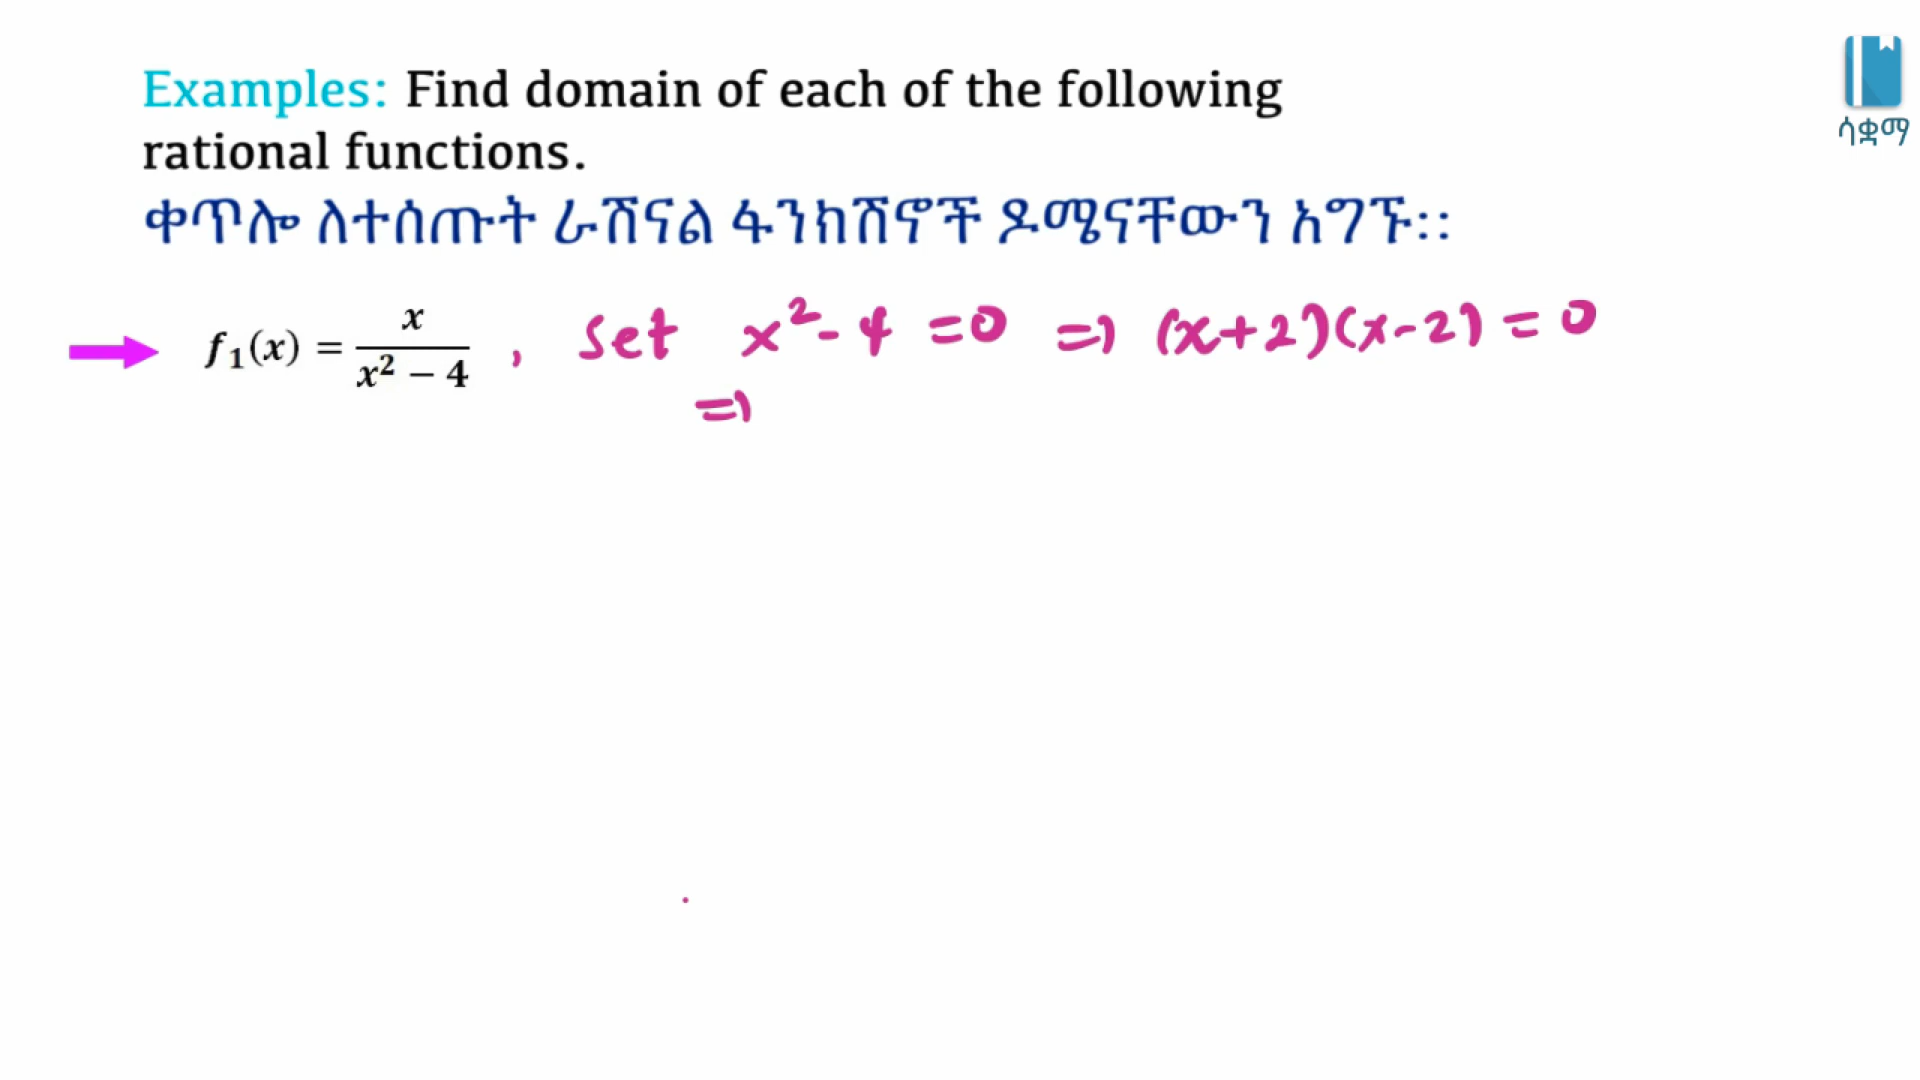 Examples: Find domain of each of the following
rational functions.
ቀጥሎ ለተሰጡት ራሽናል ፋንክሽኖች ዶሜናቸውን አግኙ::
f₁(x) = x / (x² − 4) , set x² - 4 = 0 ⇒ (x+2)(x-2) = 0
⇒
ሳቋማ